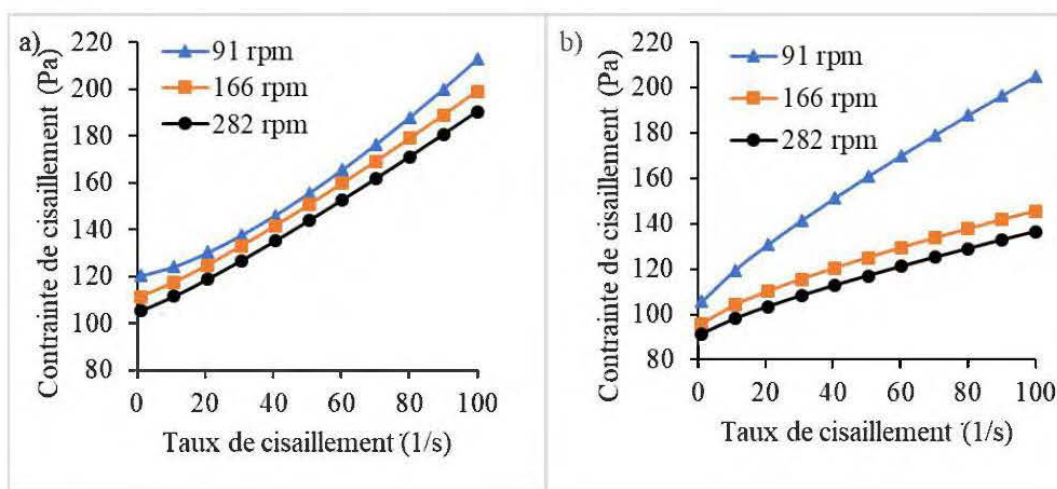 a)
220
200
180
160
140
120
100
80
Contrainte de cisaillement (Pa)
91 rpm
166 rpm
282 rpm
0 20 40 60 80 100
Taux de cisaillement (1/s)
b)
220
200
180
160
140
120
100
80
60
Contrainte de cisaillement (Pa)
91 rpm
166 rpm
282 rpm
0 20 40 60 80 100
Taux de cisaillement (1/s)